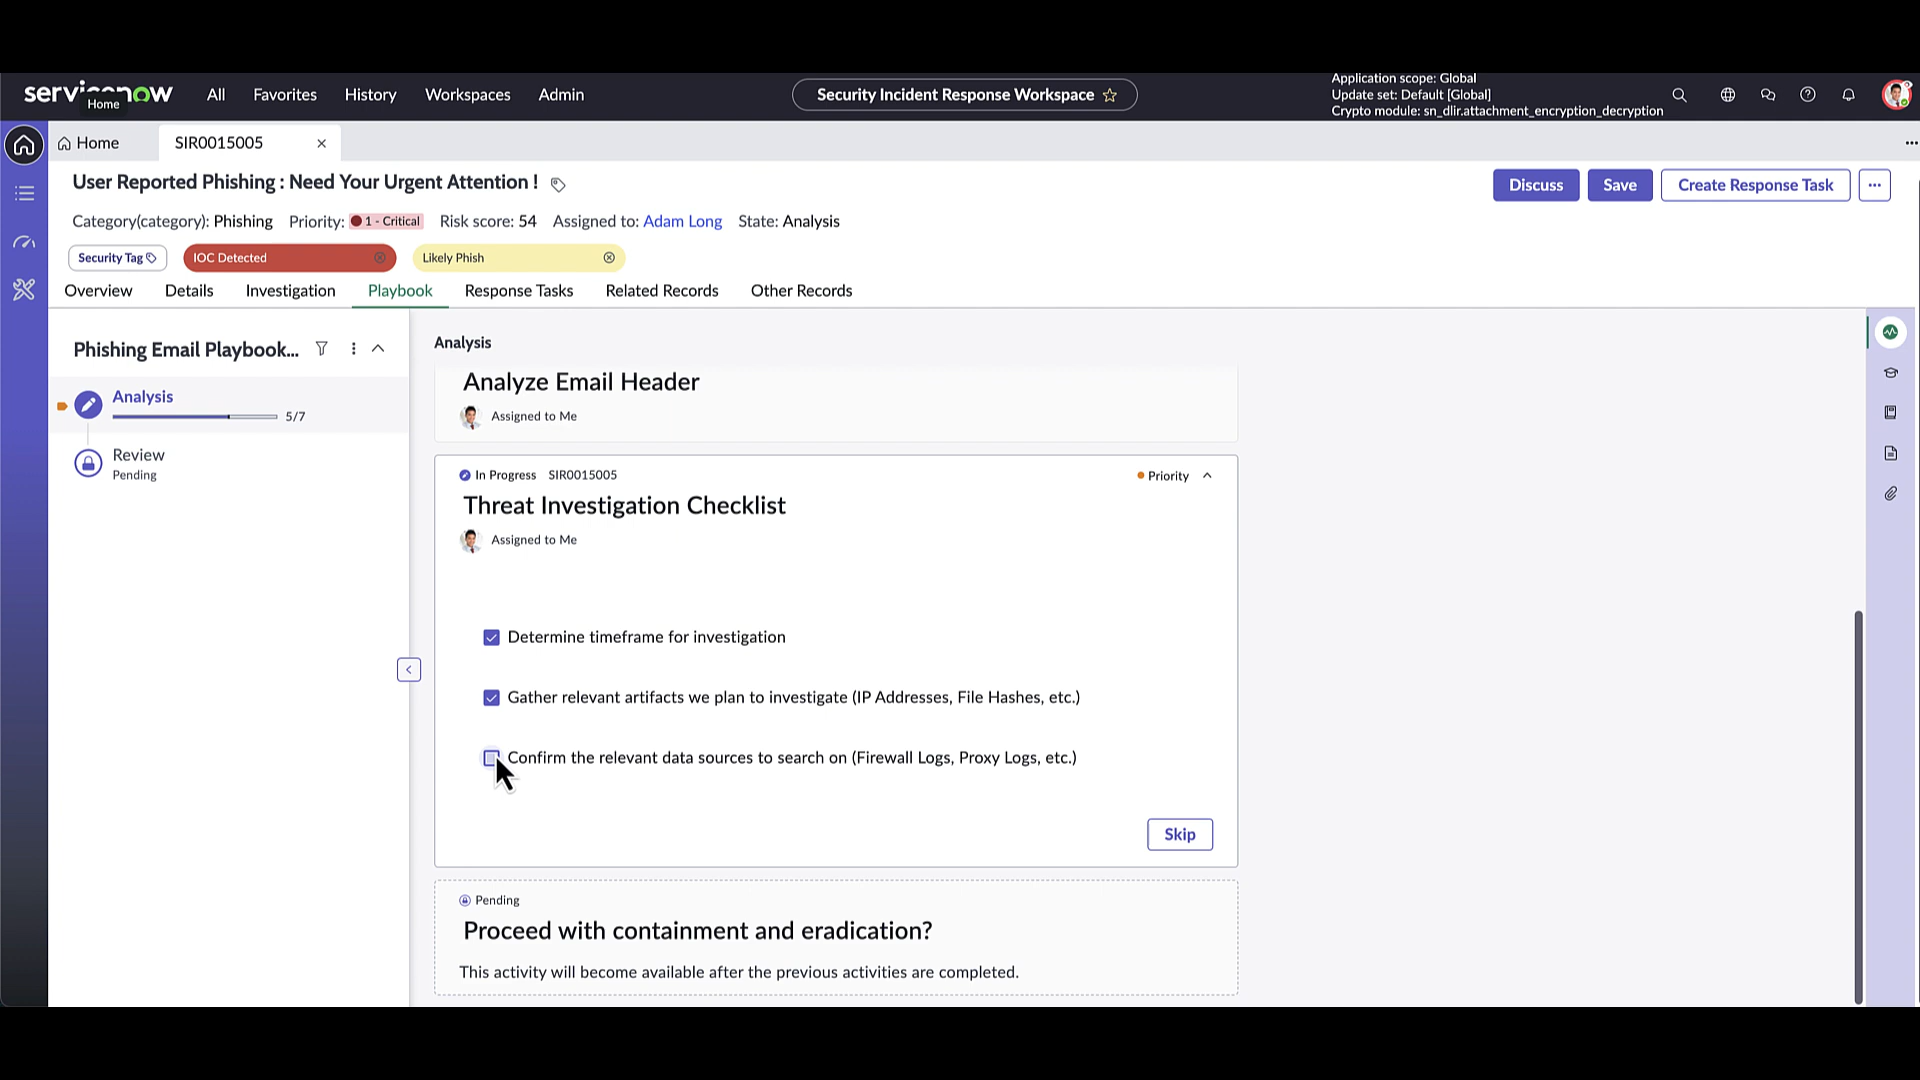 servicenow
Home
All
Favorites
History
Workspaces
Admin
Security Incident Response Workspace
Application scope: Global
Update set: Default [Global]
Crypto module: sn_dlir.attachment_encryption_decryption
Home
SIR0015005
User Reported Phishing : Need Your Urgent Attention !
Discuss
Save
Create Response Task
Category(category): Phishing
Priority: 1 - Critical
Risk score: 54
Assigned to: Adam Long
State: Analysis
Security Tag
IOC Detected
Likely Phish
Overview
Details
Investigation
Playbook
Response Tasks
Related Records
Other Records
Phishing Email Playbook...
Analysis
5/7
Review
Pending
Analysis
Analyze Email Header
Assigned to Me
In Progress SIR0015005
Priority
Threat Investigation Checklist
Assigned to Me
Determine timeframe for investigation
Gather relevant artifacts we plan to investigate (IP Addresses, File Hashes, etc.)
Confirm the relevant data sources to search on (Firewall Logs, Proxy Logs, etc.)
Skip
Pending
Proceed with containment and eradication?
This activity will become available after the previous activities are completed.